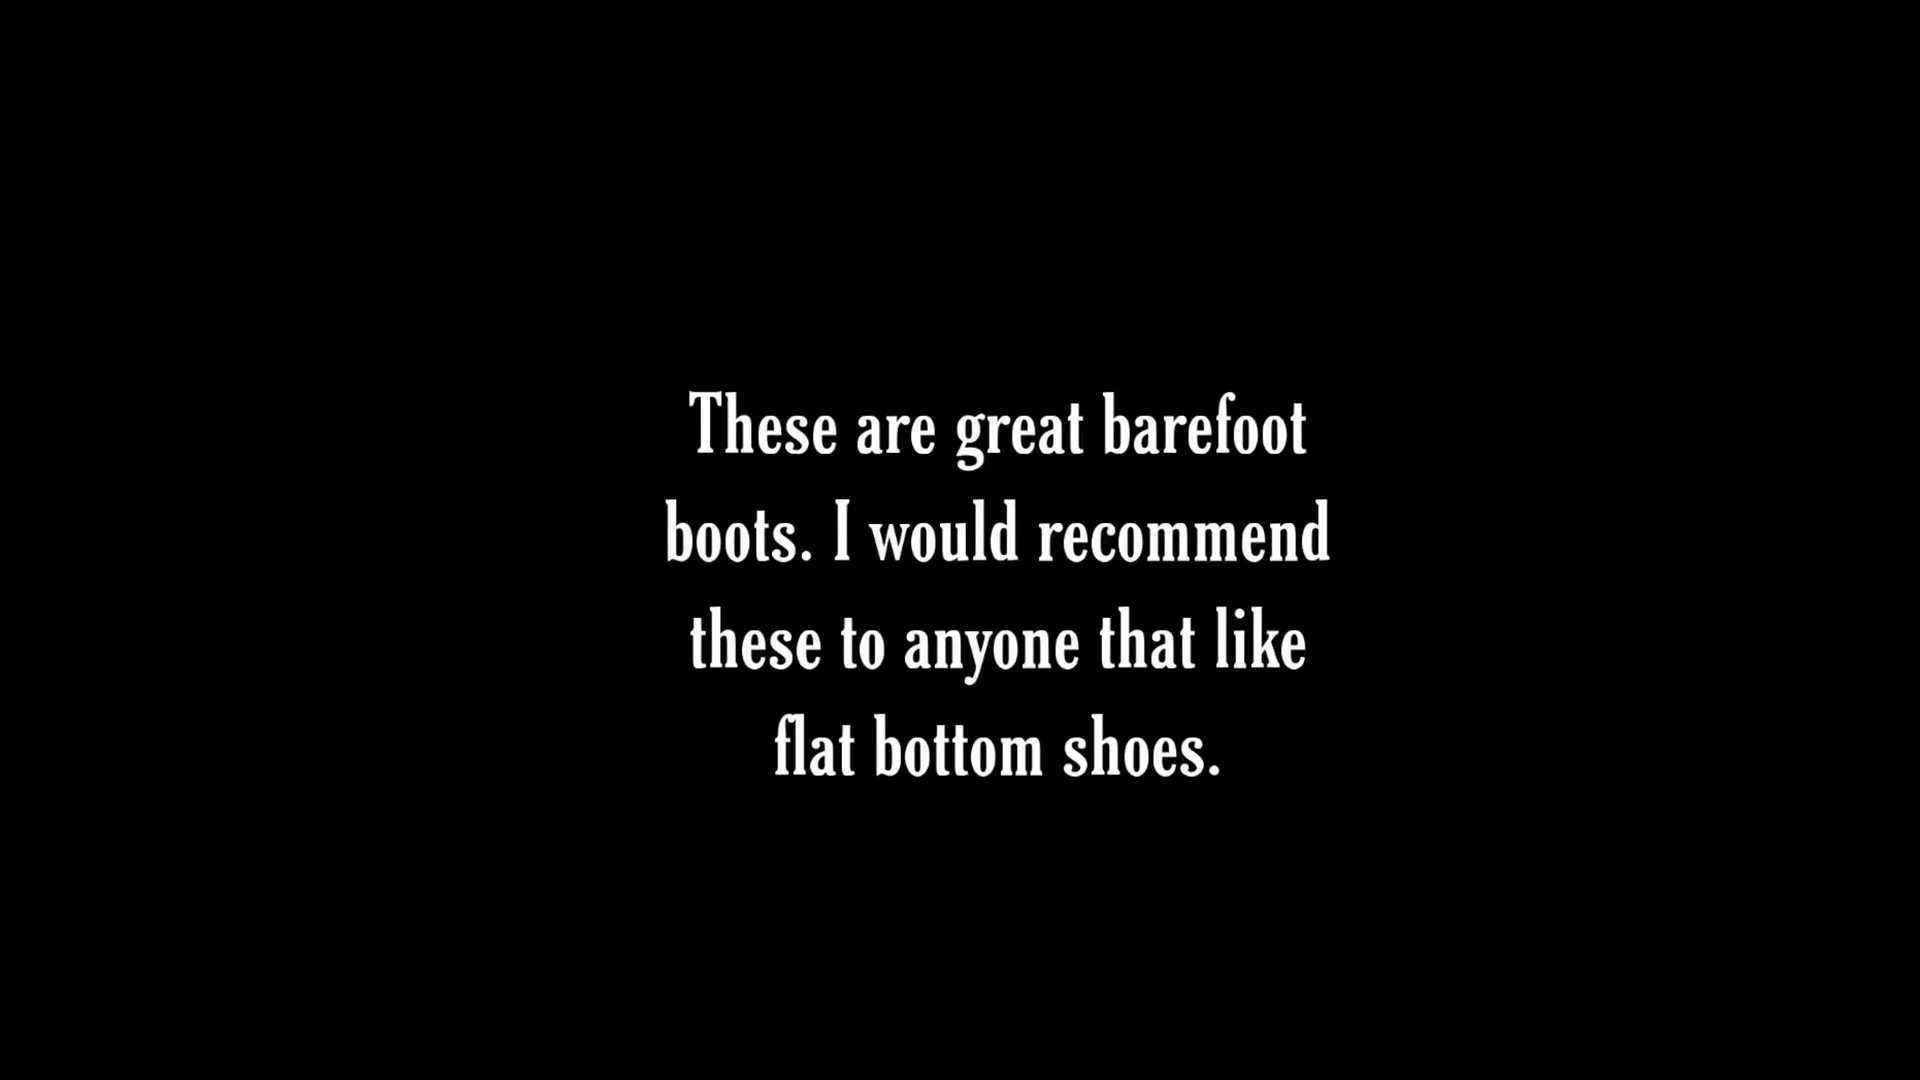 These are great barefoot
boots. I would recommend
these to anyone that like
flat bottom shoes.